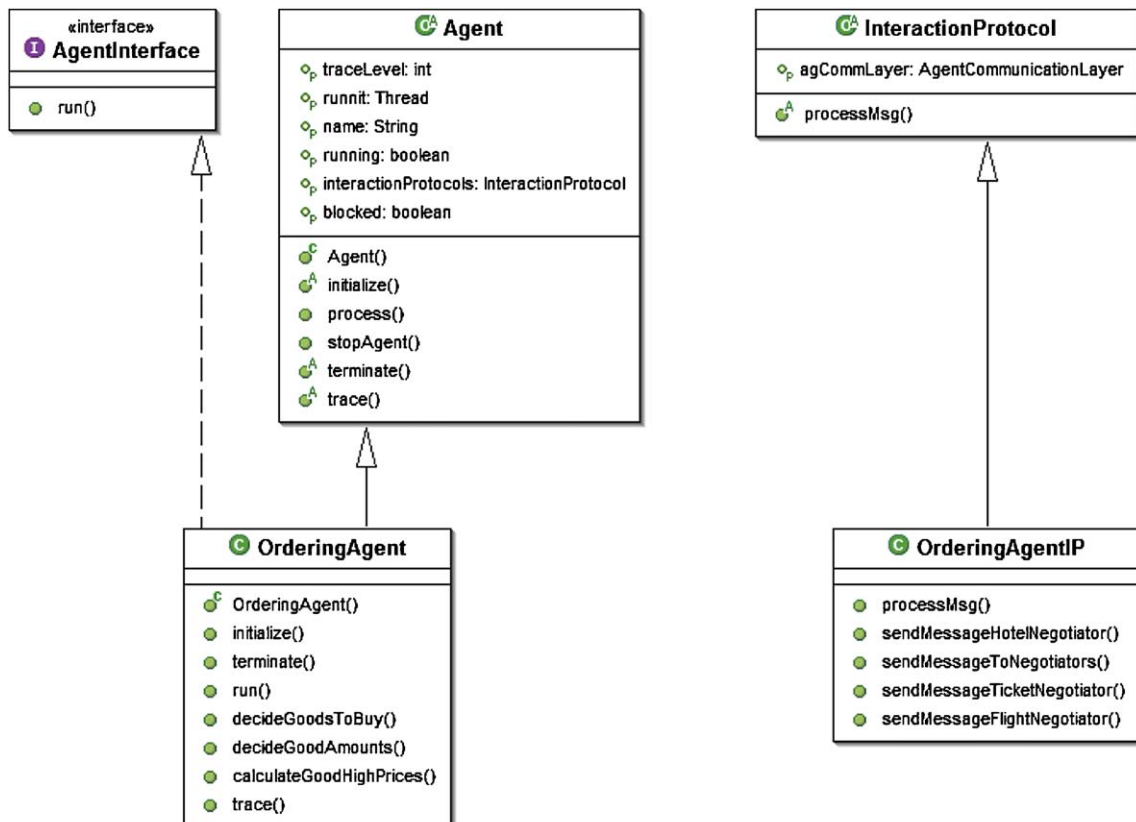 «interface»
I AgentInterface
run()
CA Agent
P traceLevel: int
P runnit: Thread
P name: String
P running: boolean
P interactionProtocols: InteractionProtocol
P blocked: boolean
C Agent()
A initialize()
process()
stopAgent()
A terminate()
A trace()
CA InteractionProtocol
P agCommLayer: AgentCommunicationLayer
A processMsg()
C OrderingAgent
C OrderingAgent()
initialize()
terminate()
run()
decideGoodsToBuy()
decideGoodAmounts()
calculateGoodHighPrices()
trace()
C OrderingAgentIP
processMsg()
sendMessageHotelNegotiator()
sendMessageToNegotiators()
sendMessageTicketNegotiator()
sendMessageFlightNegotiator()